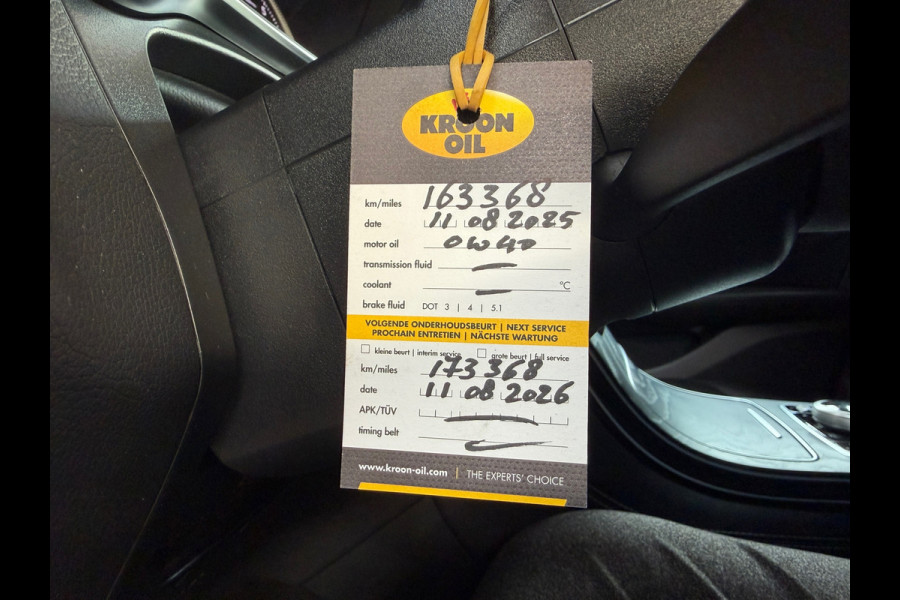 KROON
OIL
km/miles 163368
date 11 08 2025
motor oil 0W40
transmission fluid —
coolant — °C
brake fluid DOT 3 | 4 | 5.1
VOLGENDE ONDERHOUDSBEURT | NEXT SERVICE
PROCHAIN ENTRETIEN | NÄCHSTE WARTUNG
kleine beurt | interim service grote beurt | full service
km/miles 173368
date 11 08 2026
APK/TÜV —
timing belt —
www.kroon-oil.com | THE EXPERTS' CHOICE